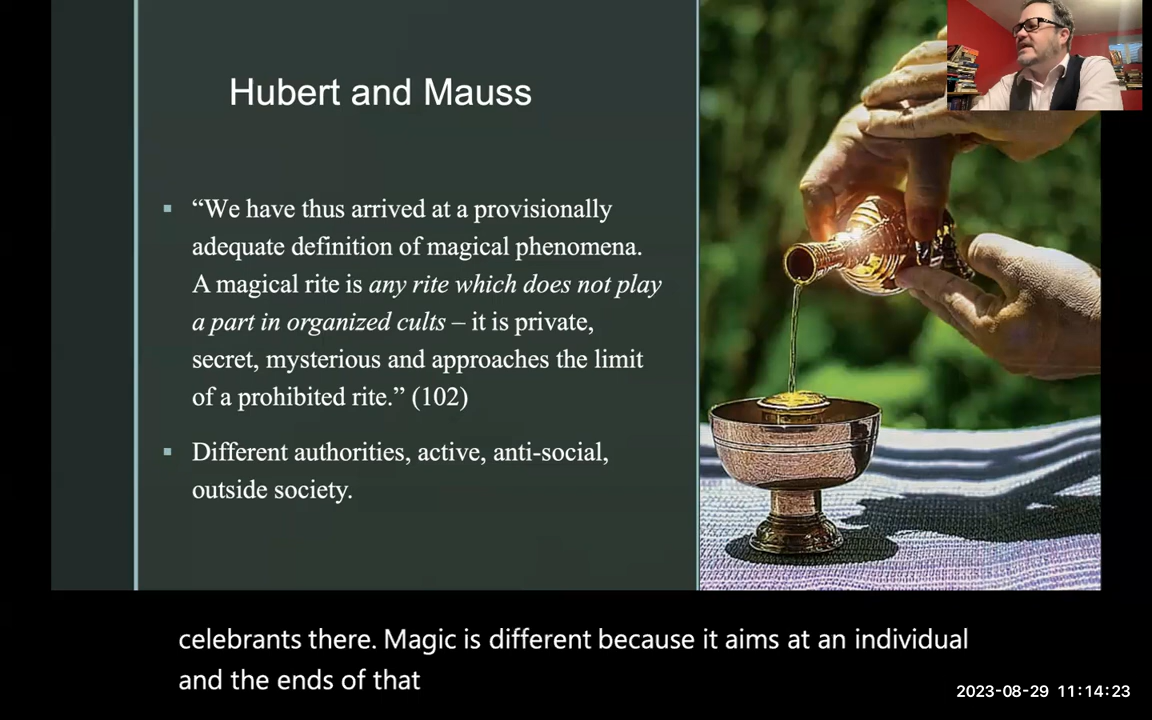 Hubert and Mauss
“We have thus arrived at a provisionally
adequate definition of magical phenomena.
A magical rite is any rite which does not play
a part in organized cults – it is private,
secret, mysterious and approaches the limit
of a prohibited rite.” (102)
Different authorities, active, anti-social,
outside society.
celebrants there. Magic is different because it aims at an individual
and the ends of that
2023-08-29 11:14:23